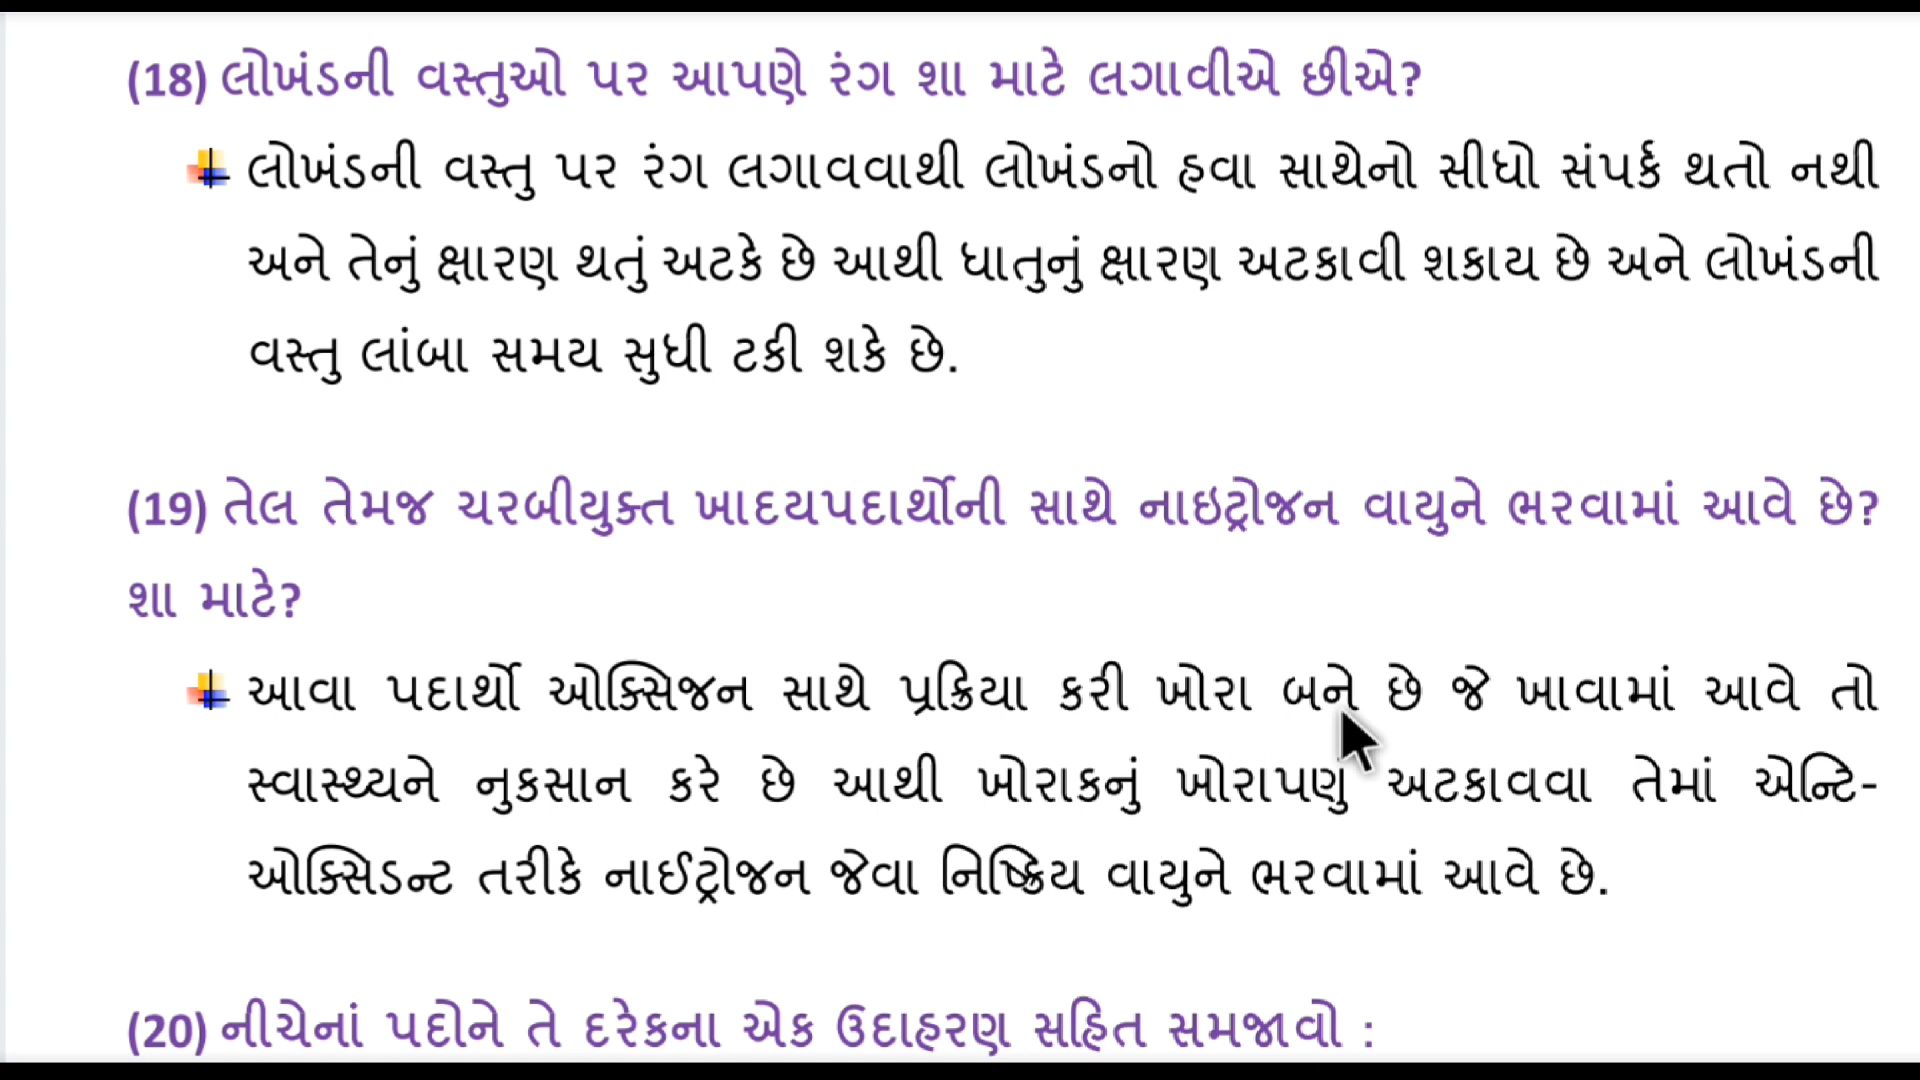 (18) લોખંડની વસ્તુઓ પર આપણે રંગ શા માટે લગાવીએ છીએ?
લોખંડની વસ્તુ પર રંગ લગાવવાથી લોખંડનો હવા સાથેનો સીધો સંપર્ક થતો નથી
અને તેનું ક્ષારણ થતું અટકે છે આથી ધાતુનું ક્ષારણ અટકાવી શકાય છે અને લોખંડની
વસ્તુ લાંબા સમય સુધી ટકી શકે છે.
(19) તેલ તેમજ ચરબીયુક્ત ખાદયપદાર્થોની સાથે નાઇટ્રોજન વાયુને ભરવામાં આવે છે?
શા માટે?
આવા પદાર્થો ઓક્સિજન સાથે પ્રક્રિયા કરી ખોરા બને છે જે ખાવામાં આવે તો
સ્વાસ્થ્યને નુકસાન કરે છે આથી ખોરાકનું ખોરાપણું અટકાવવા તેમાં એન્ટિ-
ઓક્સિડન્ટ તરીકે નાઈટ્રોજન જેવા નિષ્ક્રિય વાયુને ભરવામાં આવે છે.
(20) નીચેનાં પદોને તે દરેકના એક ઉદાહરણ સહિત સમજાવો :